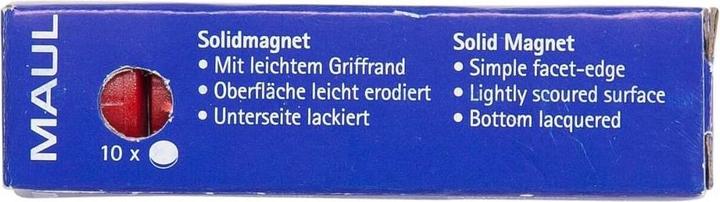 MAUL
10 x
Solidmagnet
• Mit leichtem Griffrand
• Oberfläche leicht erodiert
• Unterseite lackiert
Solid Magnet
• Simple facet-edge
• Lightly scoured surface
• Bottom lacquered